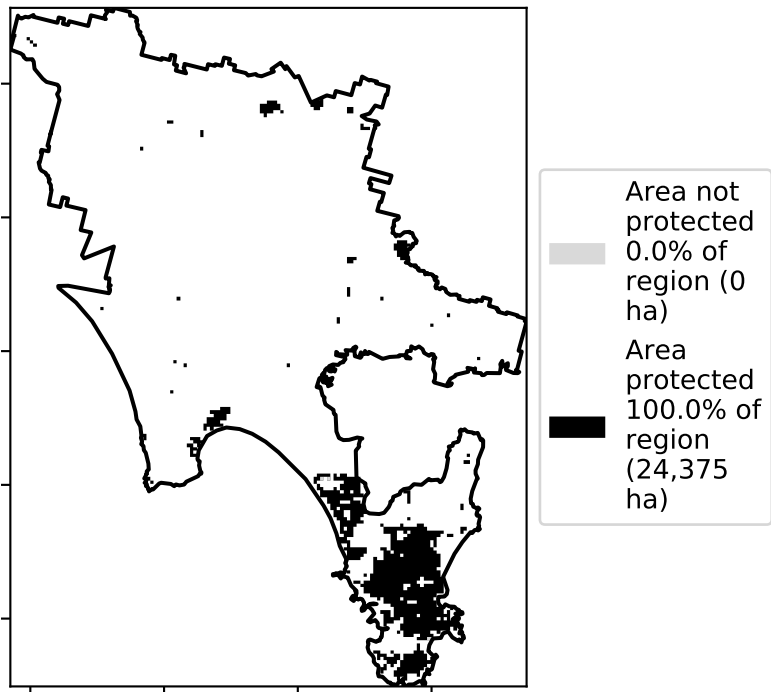 Area not
protected
0.0% of
region (0
ha)
Area
protected
100.0% of
region
(24,375
ha)